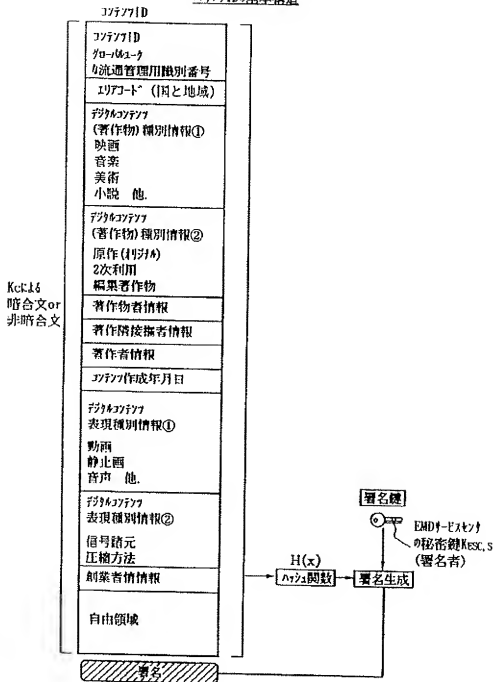 コンテンツID
コンテンツID
グローバルユニーク
な流通管理用識別番号
エリアコード (国と地域)
デジタルコンテンツ
(著作物) 種別情報①
映画
音楽
美術
小説 他.
デジタルコンテンツ
(著作物) 種別情報②
原作(オリジナル)
2次利用
編集著作物
著作物者情報
著作隣接権者情報
著作者情報
コンテンツ作成年月日
デジタルコンテンツ
表現種別情報①
動画
静止画
音声 他.
デジタルコンテンツ
表現種別情報②
信号諸元
圧縮方法
創業者情情報
自由領域
署名
Kcによる
暗合文or
非暗合文
H(x)
ハッシュ関数
署名生成
署名鍵
EMDサービスセンタ
の秘密鍵KESC,S
(署名者)